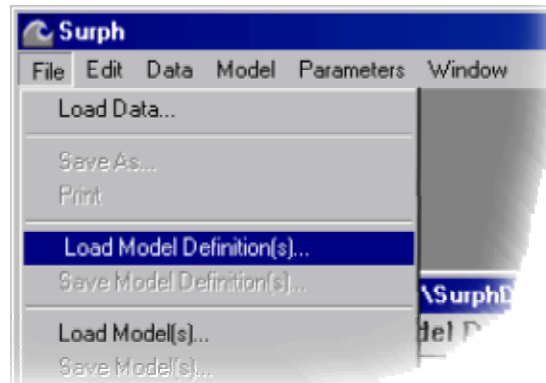 Surph
File Edit Data Model Parameters Window
Load Data...
Save As...
Print
Load Model Definition(s)...
Save Model Definition(s)...
Load Model(s)...
Save Model(s)...